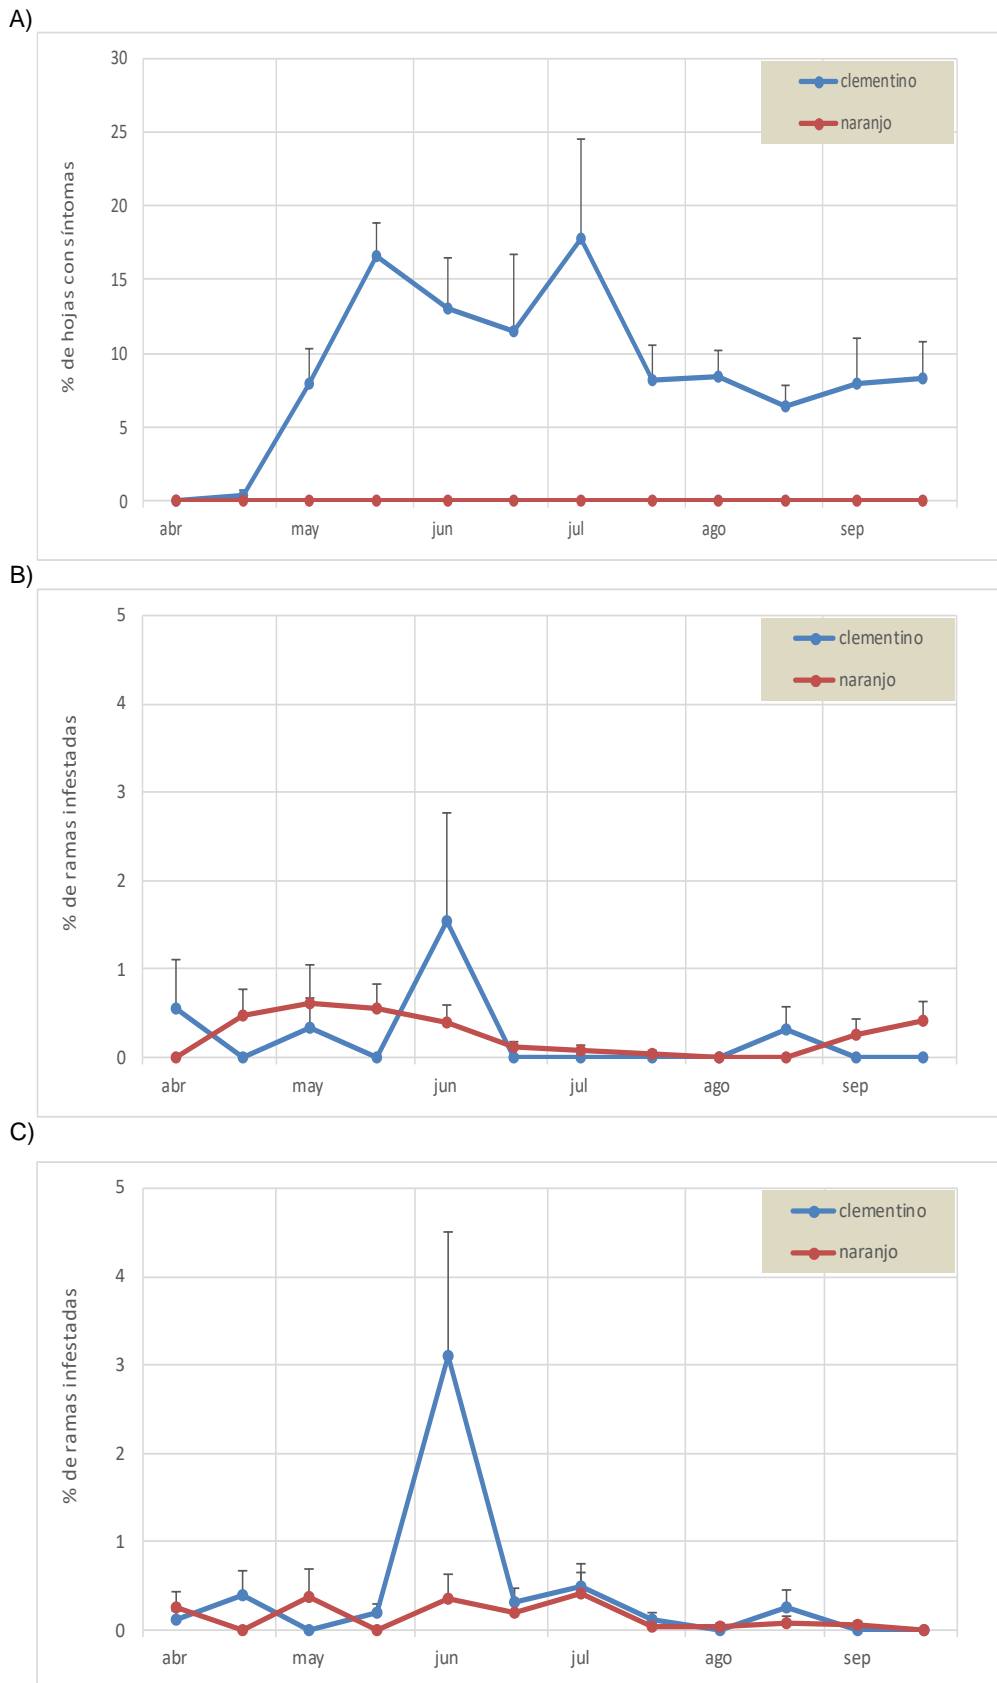 A)
30
25
20
15
10
5
0
% de hojas con síntomas
clementino
naranjo
abr may jun jul ago sep
B)
5
4
3
2
1
0
% de ramas infestadas
clementino
naranjo
abr may jun jul ago sep
C)
5
4
3
2
1
0
% de ramas infestadas
clementino
naranjo
abr may jun jul ago sep